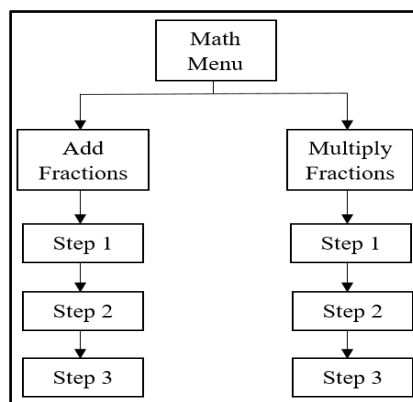 Math
Menu
Add
Fractions
Multiply
Fractions
Step 1
Step 1
Step 2
Step 2
Step 3
Step 3